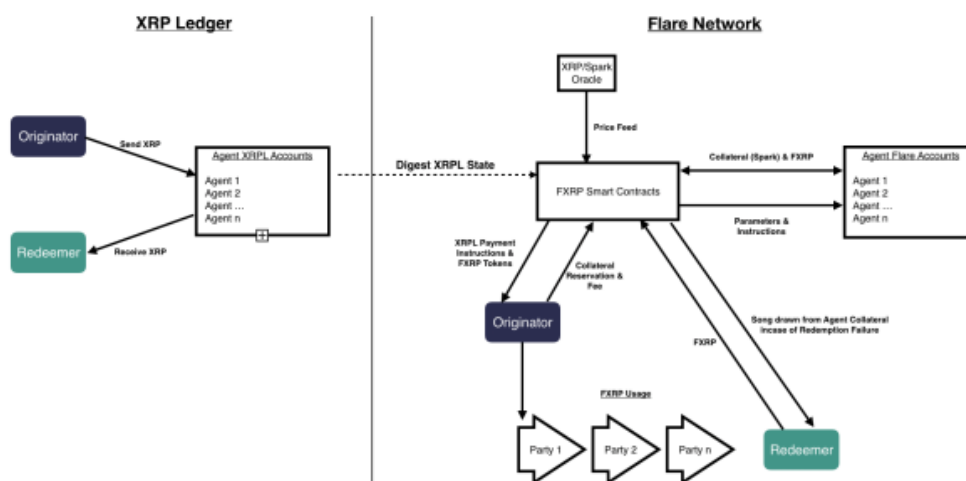 XRP Ledger
Flare Network
XRP/Spark
Oracle
Originator
Send XRP
Price Feed
Agent XRPL Accounts
Agent 1
Agent 2
Agent ...
Agent n
Digest XRPL State
FXRP Smart Contracts
Collateral (Spark) & FXRP
Agent Flare Accounts
Agent 1
Agent 2
Agent ...
Agent n
Parameters &
Instructions
Redeemer
Receive XRP
XRPL Payment
Instructions &
FXRP Tokens
Collateral
Reservation &
Fee
Originator
Song drawn from Agent Collateral
incase of Redemption Failure
FXRP
FXRP Usage
Party 1
Party 2
Party n
Redeemer